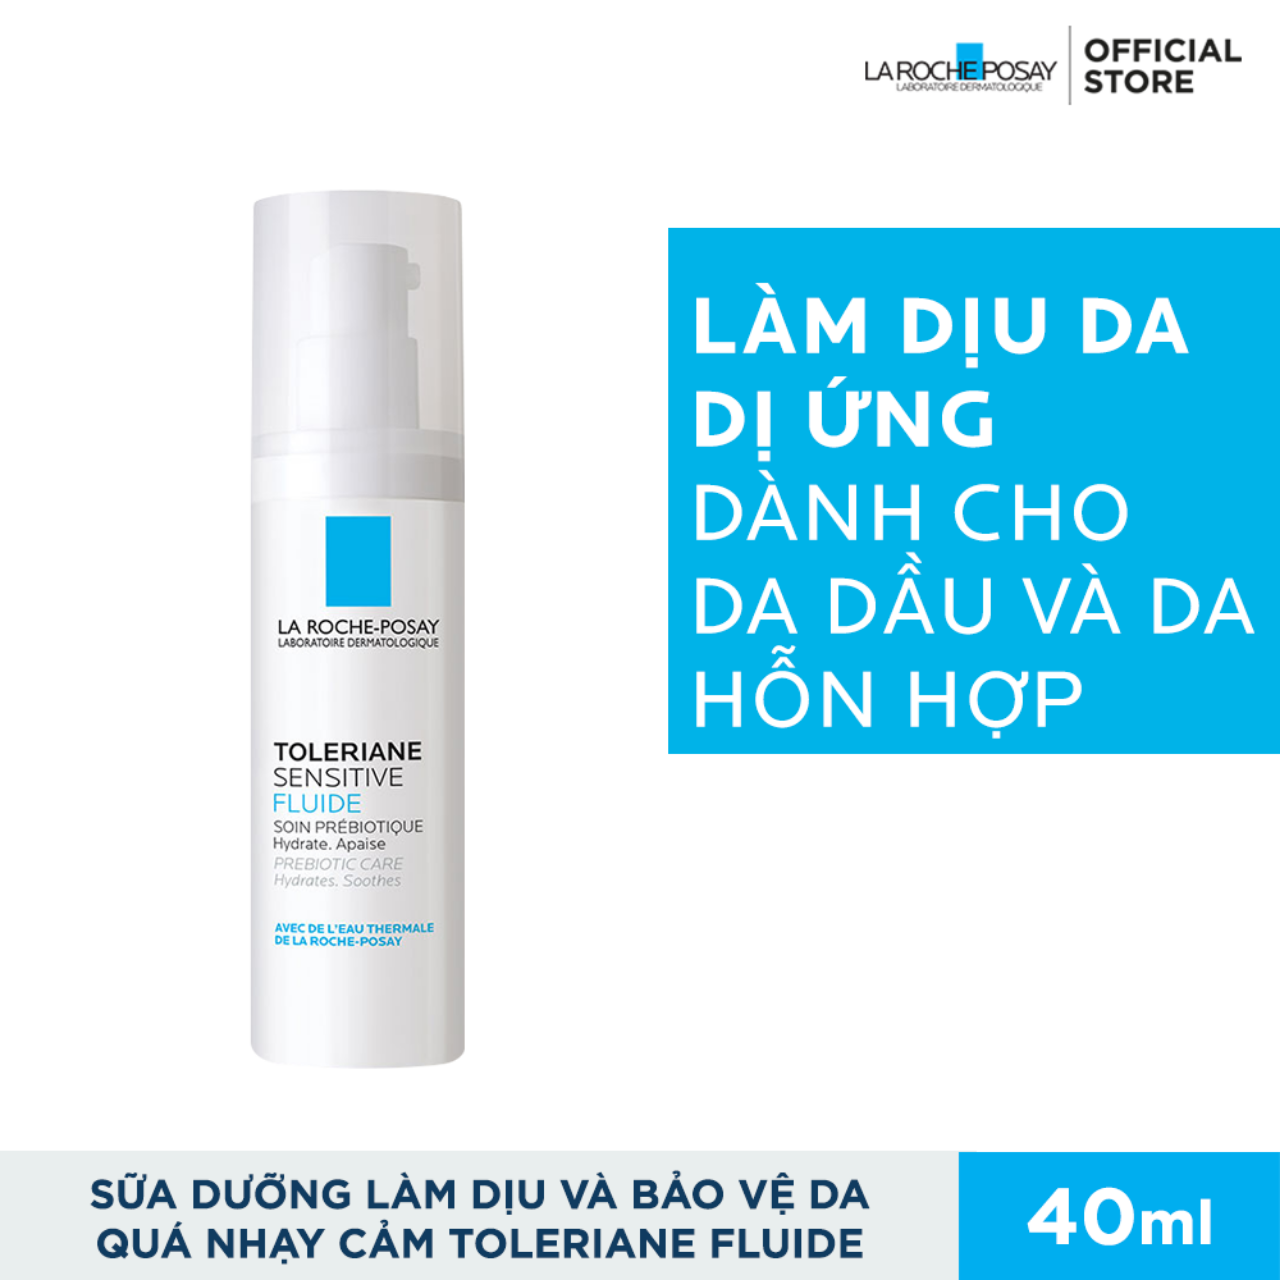 LA ROCHE POSAY
LABORATOIRE DERMATOLOGIQUE
OFFICIAL
STORE
LÀM DỊU DA
DỊ ỨNG
DÀNH CHO
DA DẦU VÀ DA
HỖN HỢP
LA ROCHE-POSAY
LABORATOIRE DERMATOLOGIQUE
TOLERIANE
SENSITIVE
FLUIDE
SOIN PRÉBIOTIQUE
Hydrate. Apaise
PREBIOTIC CARE
Hydrates. Soothes
AVEC DE L'EAU THERMALE
DE LA ROCHE-POSAY
SỮA DƯỠNG LÀM DỊU VÀ BẢO VỆ DA
QUÁ NHẠY CẢM TOLERIANE FLUIDE
40ml